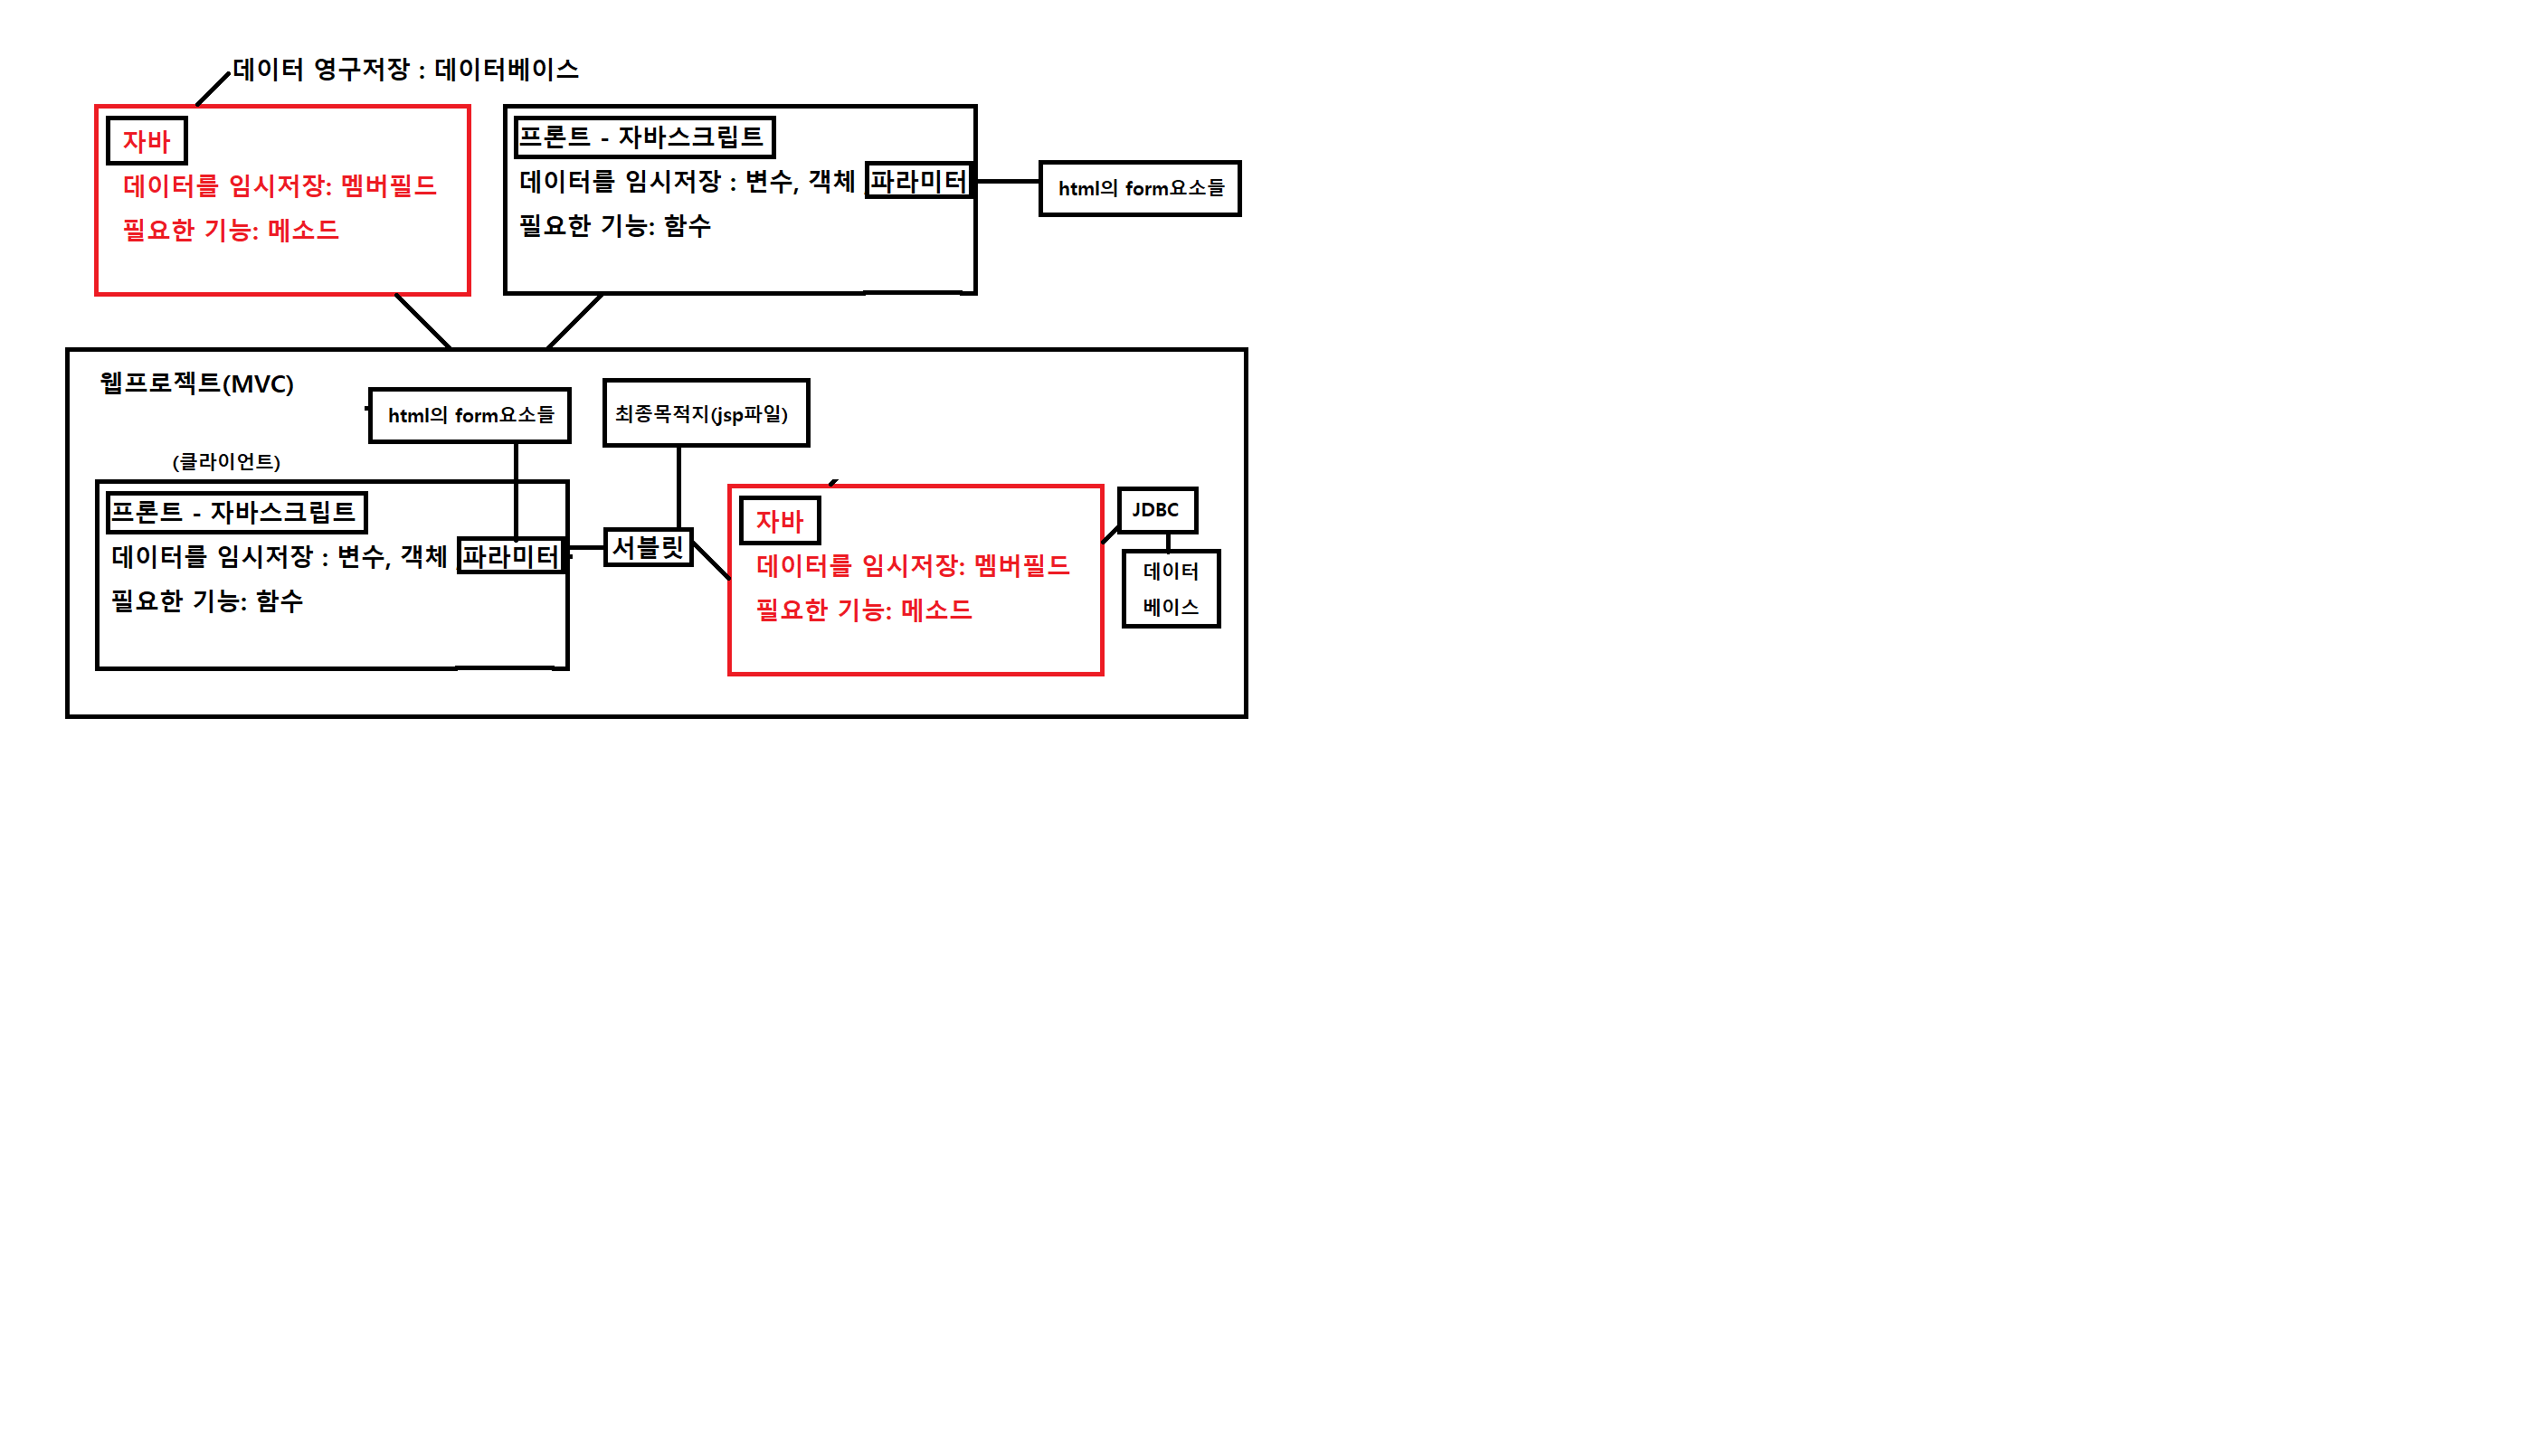 데이터 영구저장 : 데이터베이스
자바
데이터를 임시저장: 멤버필드
필요한 기능: 메소드
프론트 - 자바스크립트
데이터를 임시저장 : 변수, 객체 파라미터
필요한 기능: 함수
html의 form요소들
웹프로젝트(MVC)
html의 form요소들
최종목적지(jsp파일)
(클라이언트)
프론트 - 자바스크립트
데이터를 임시저장 : 변수, 객체 파라미터
필요한 기능: 함수
서블릿
자바
데이터를 임시저장: 멤버필드
필요한 기능: 메소드
JDBC
데이터
베이스